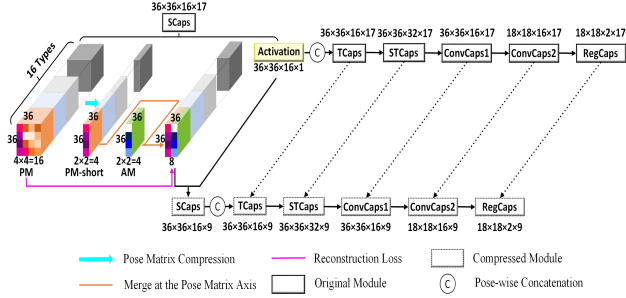 36×36×16×17
SCaps
16 Types
36×36×16×17 36×36×32×17 36×36×16×17 18×18×16×17 18×18×2×17
Activation C TCaps STCaps ConvCaps1 ConvCaps2 RegCaps
36×36×16×1
36 36 36 36
36 36 36 36
4×4=16 2×2=4 2×2=4 8
PM PM-short AM
SCaps C TCaps STCaps ConvCaps1 ConvCaps2 RegCaps
36×36×16×9 36×36×16×9 36×36×32×9 36×36×16×9 18×18×16×9 18×18×2×9
Pose Matrix Compression Reconstruction Loss Compressed Module
Merge at the Pose Matrix Axis Original Module C Pose-wise Concatenation